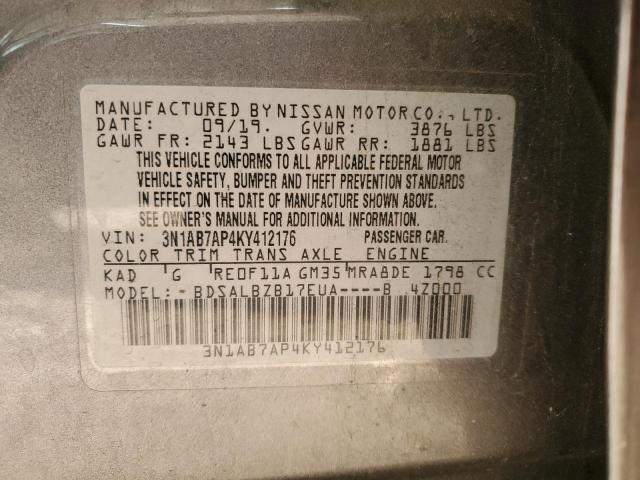 MANUFACTURED BY NISSAN MOTOR CO., LTD.
DATE: 09/19. GVWR: 3876 LBS
GAWR FR: 2143 LBS GAWR RR: 1881 LBS
THIS VEHICLE CONFORMS TO ALL APPLICABLE FEDERAL MOTOR
VEHICLE SAFETY, BUMPER AND THEFT PREVENTION STANDARDS
IN EFFECT ON THE DATE OF MANUFACTURE SHOWN ABOVE.
SEE OWNER'S MANUAL FOR ADDITIONAL INFORMATION.
VIN: 3N1AB7AP4KY412176 PASSENGER CAR.
COLOR TRIM TRANS AXLE ENGINE
KAD G RE0F11A GM35 MRA8DE 1798 CC
MODEL: - BDSALBZB17EUA----B 4Z000
3N1AB7AP4KY412176